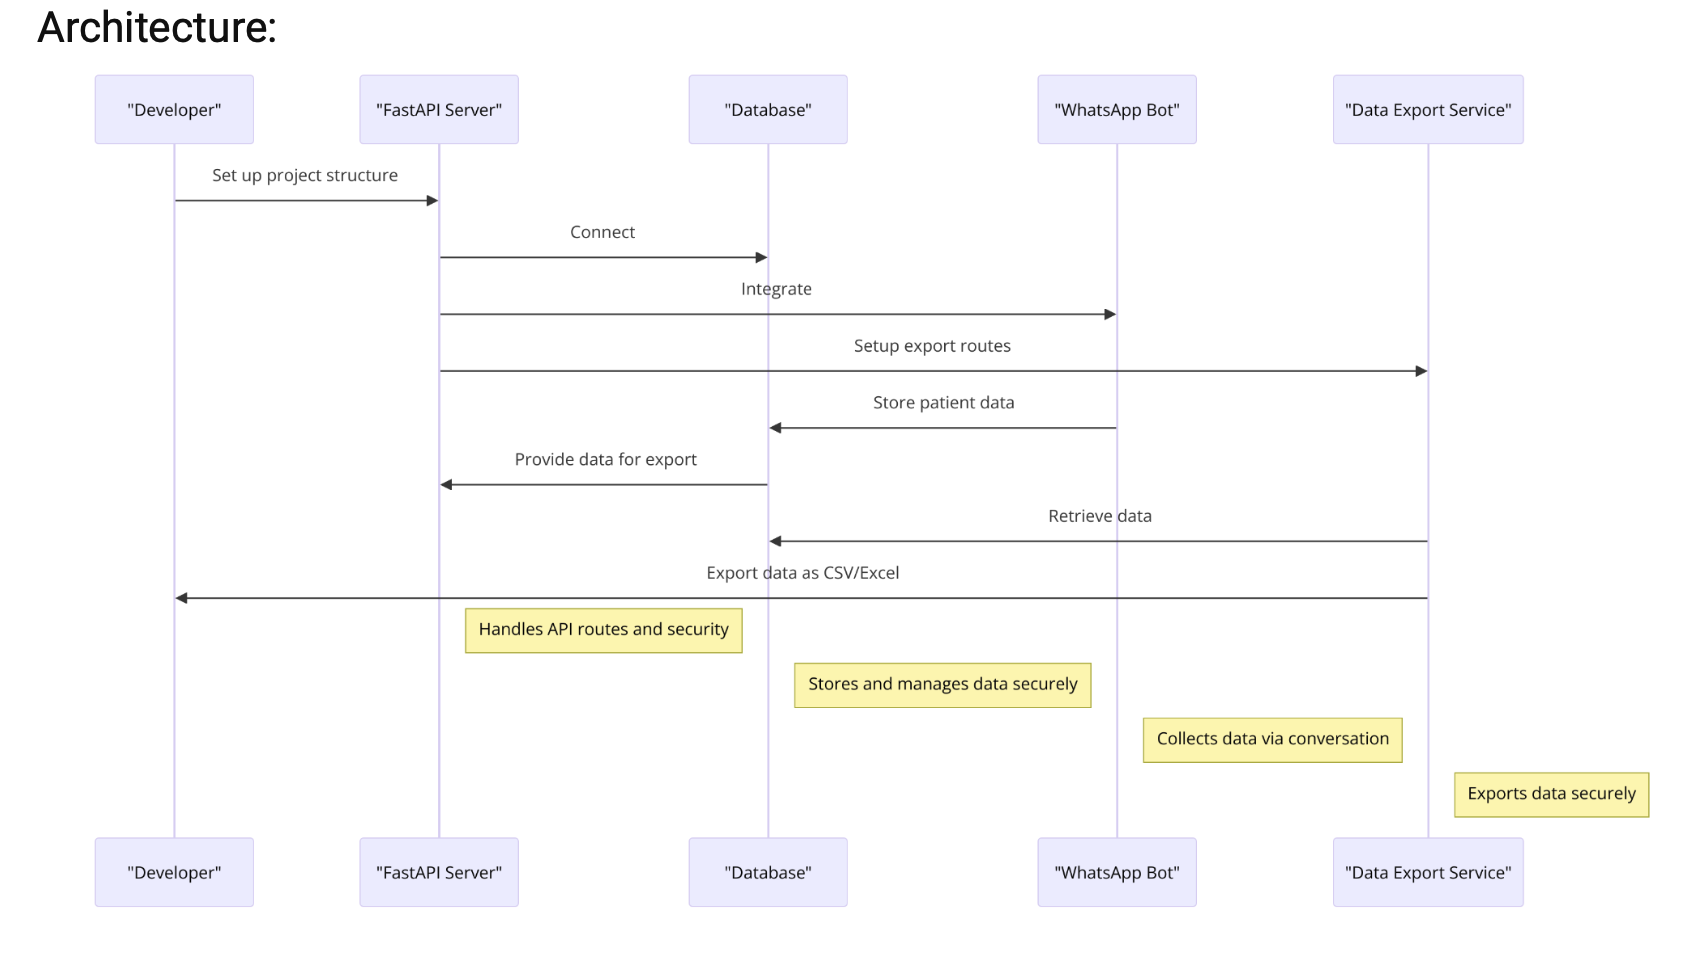 Architecture:
"Developer"
"FastAPI Server"
"Database"
"WhatsApp Bot"
"Data Export Service"
Set up project structure
Connect
Integrate
Setup export routes
Store patient data
Provide data for export
Retrieve data
Export data as CSV/Excel
Handles API routes and security
Stores and manages data securely
Collects data via conversation
Exports data securely
"Developer"
"FastAPI Server"
"Database"
"WhatsApp Bot"
"Data Export Service"